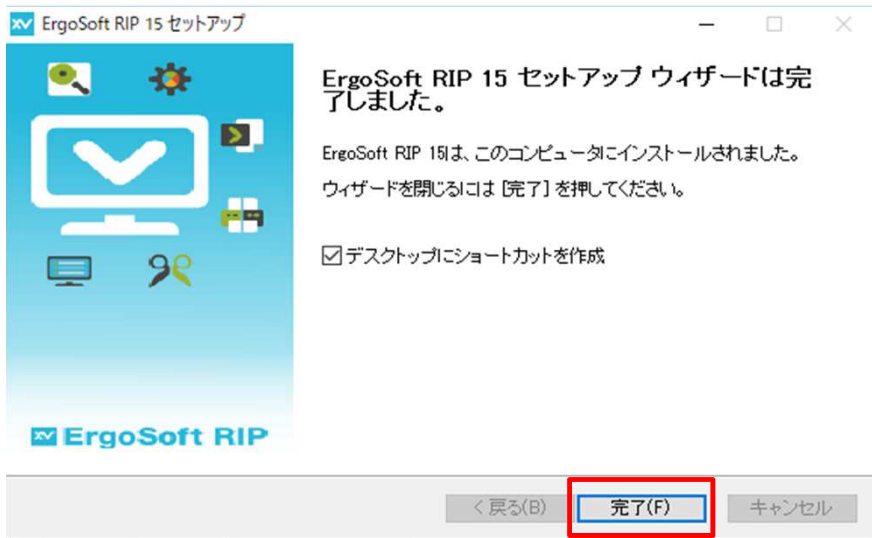 ErgoSoft RIP 15 セットアップ
ErgoSoft RIP 15 セットアップ ウィザードは完
了しました。
ErgoSoft RIP 15は、このコンピュータにインストールされました。
ウィザードを閉じるには [完了] を押してください。
デスクトップにショートカットを作成
ErgoSoft RIP
< 戻る(B)
完了(F)
キャンセル